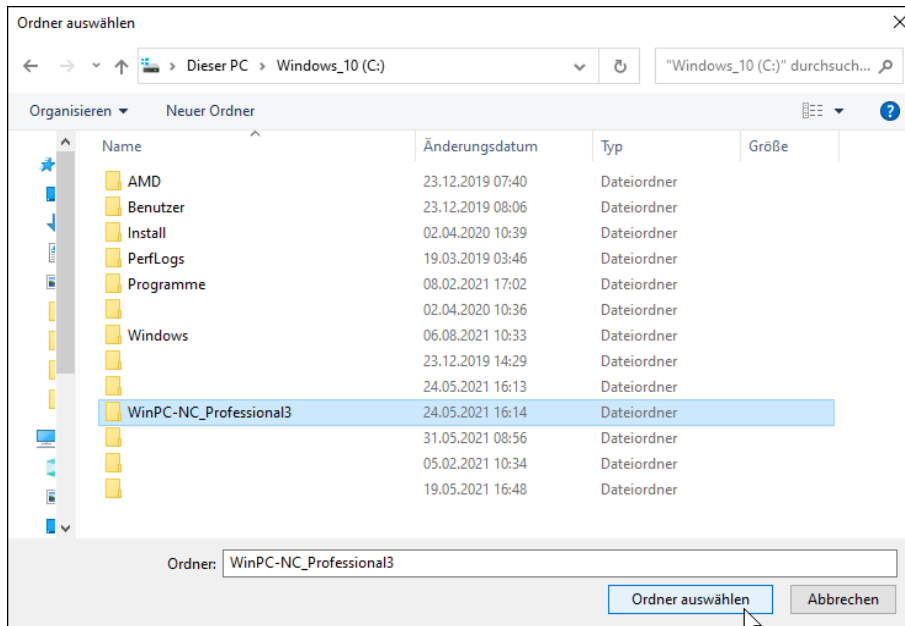 Ordner auswählen
Dieser PC > Windows_10 (C:) "Windows_10 (C:)" durchsuch...
Organisieren Neuer Ordner
Name Änderungsdatum Typ Größe
AMD 23.12.2019 07:40 Dateiordner
Benutzer 23.12.2019 08:06 Dateiordner
Install 02.04.2020 10:39 Dateiordner
PerfLogs 19.03.2019 03:46 Dateiordner
Programme 08.02.2021 17:02 Dateiordner
02.04.2020 10:36 Dateiordner
Windows 06.08.2021 10:33 Dateiordner
23.12.2019 14:29 Dateiordner
24.05.2021 16:13 Dateiordner
WinPC-NC_Professional3 24.05.2021 16:14 Dateiordner
31.05.2021 08:56 Dateiordner
05.02.2021 10:34 Dateiordner
19.05.2021 16:48 Dateiordner
Ordner: WinPC-NC_Professional3
Ordner auswählen Abbrechen